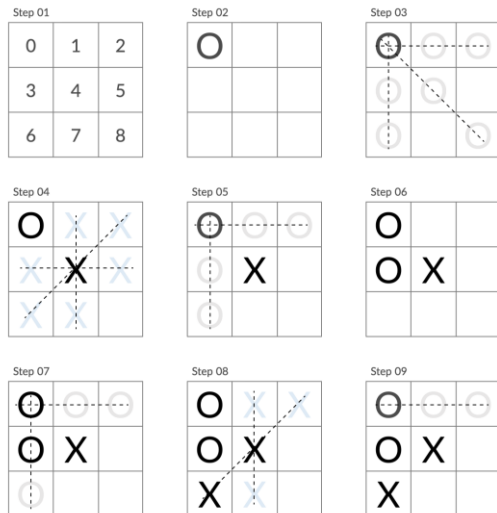 Step 01
0 1 2
3 4 5
6 7 8
Step 02
O
Step 03
O O O
O O
O O
Step 04
O X X
X X X
X X
Step 05
O O O
O X
O
Step 06
O
O X
Step 07
O O O
O X
O
Step 08
O X X
O X
X X
Step 09
O O O
O X
X